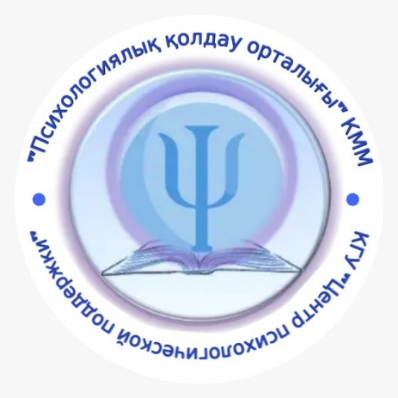 "Психологиялық қолдау орталығы" КММ
КГУ "Центр психологической поддержки"
Ψ